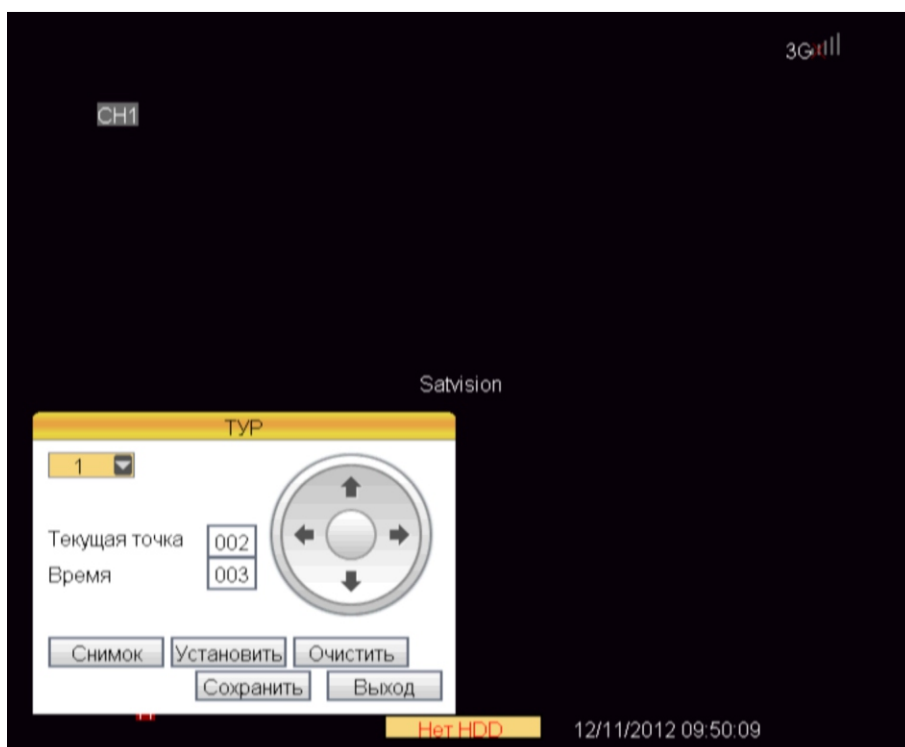 3G
CH1
Satvision
ТУР
1
Текущая точка 002
Время 003
Снимок Установить Очистить
Сохранить Выход
Нет HDD 12/11/2012 09:50:09